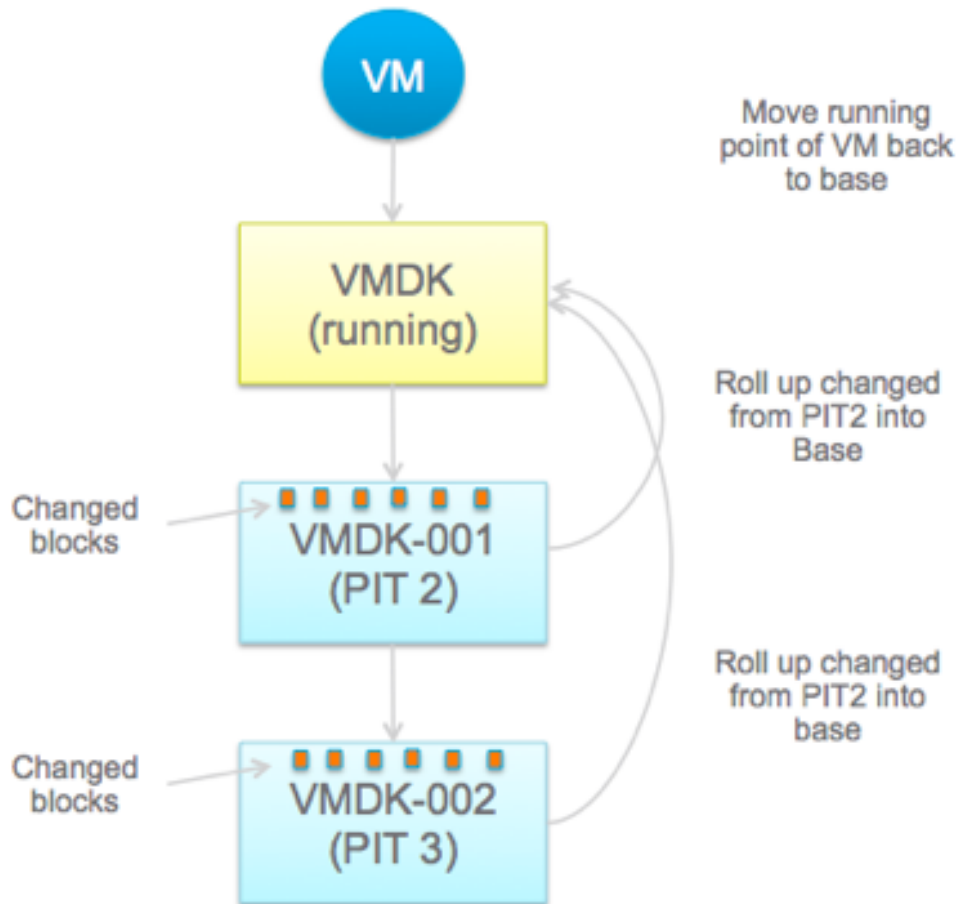 VM
Move running
point of VM back
to base
VMDK
(running)
Roll up changed
from PIT2 into
Base
Changed
blocks
VMDK-001
(PIT 2)
Roll up changed
from PIT2 into
base
Changed
blocks
VMDK-002
(PIT 3)